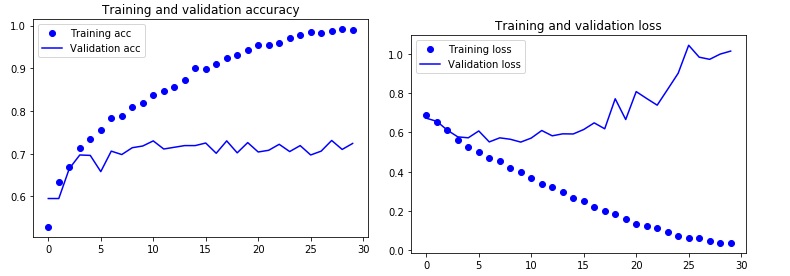 Training and validation accuracy
1.0
0.9
0.8
0.7
0.6
Training acc
Validation acc
0 5 10 15 20 25 30
Training and validation loss
1.0
0.8
0.6
0.4
0.2
0.0
Training loss
Validation loss
0 5 10 15 20 25 30